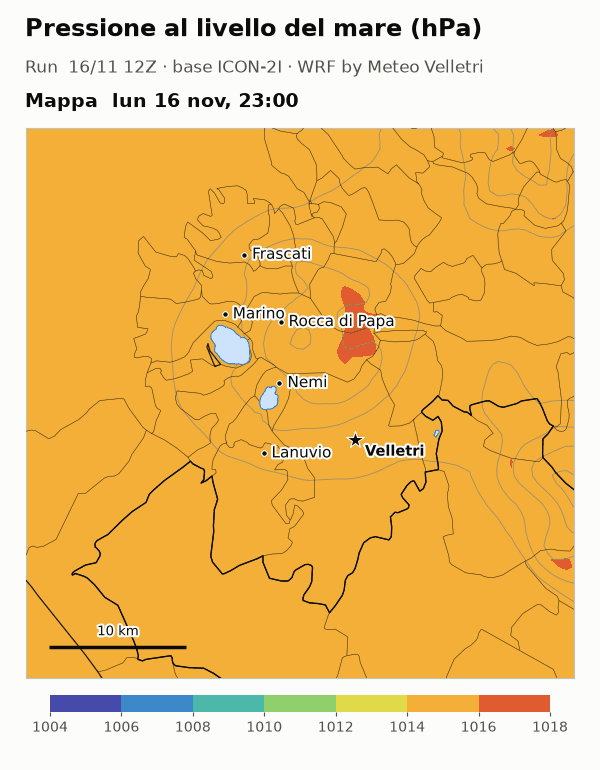 Pressione al livello del mare (hPa)
Run  16/11 12Z · base ICON-2I · WRF by Meteo Velletri
Mappa  lun 16 nov, 23:00
Frascati
Marino
Rocca di Papa
Nemi
Velletri
Lanuvio
10 km
1004 1006 1008 1010 1012 1014 1016 1018